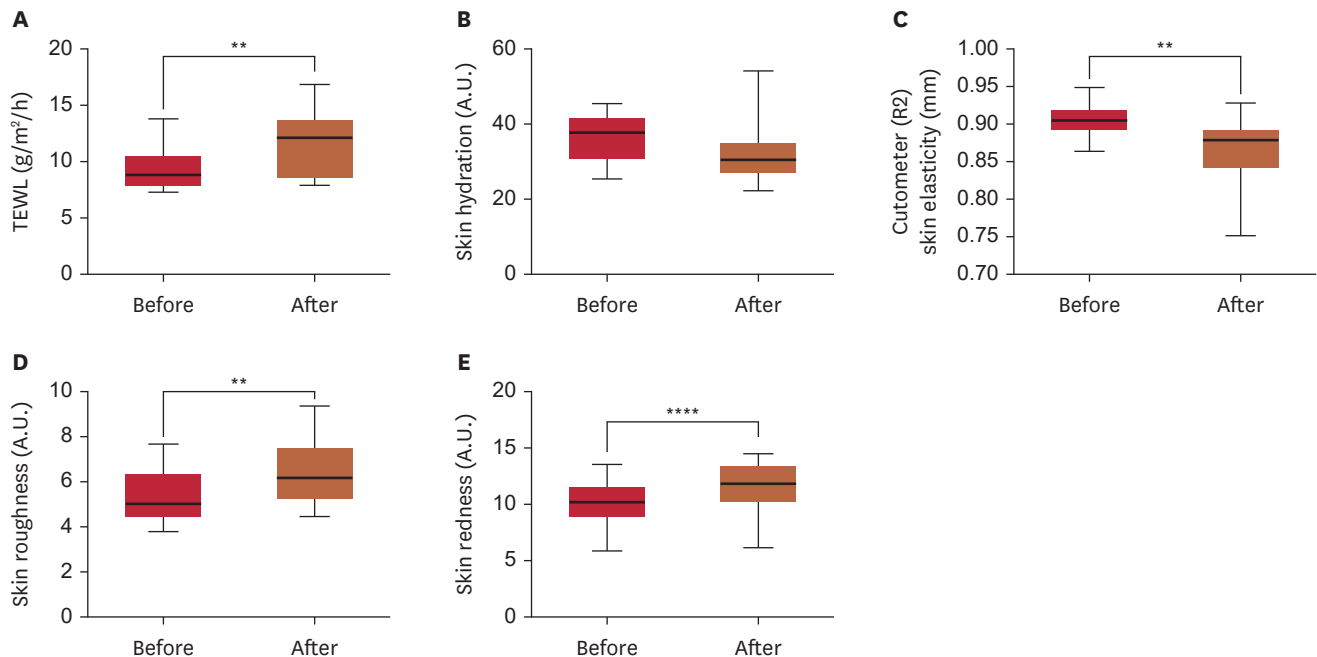 A
TEWL (g/m²/h)
20
15
10
5
0
**
Before
After
B
Skin hydration (A.U.)
60
40
20
0
Before
After
C
Cutometer (R2)
skin elasticity (mm)
1.00
0.95
0.90
0.85
0.80
0.75
0.70
**
Before
After
D
Skin roughness (A.U.)
10
8
6
4
2
0
**
Before
After
E
Skin redness (A.U.)
20
15
10
5
0
****
Before
After